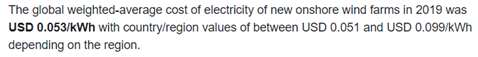 The global weighted-average cost of electricity of new onshore wind farms in 2019 was
USD 0.053/kWh with country/region values of between USD 0.051 and USD 0.099/kWh
depending on the region.